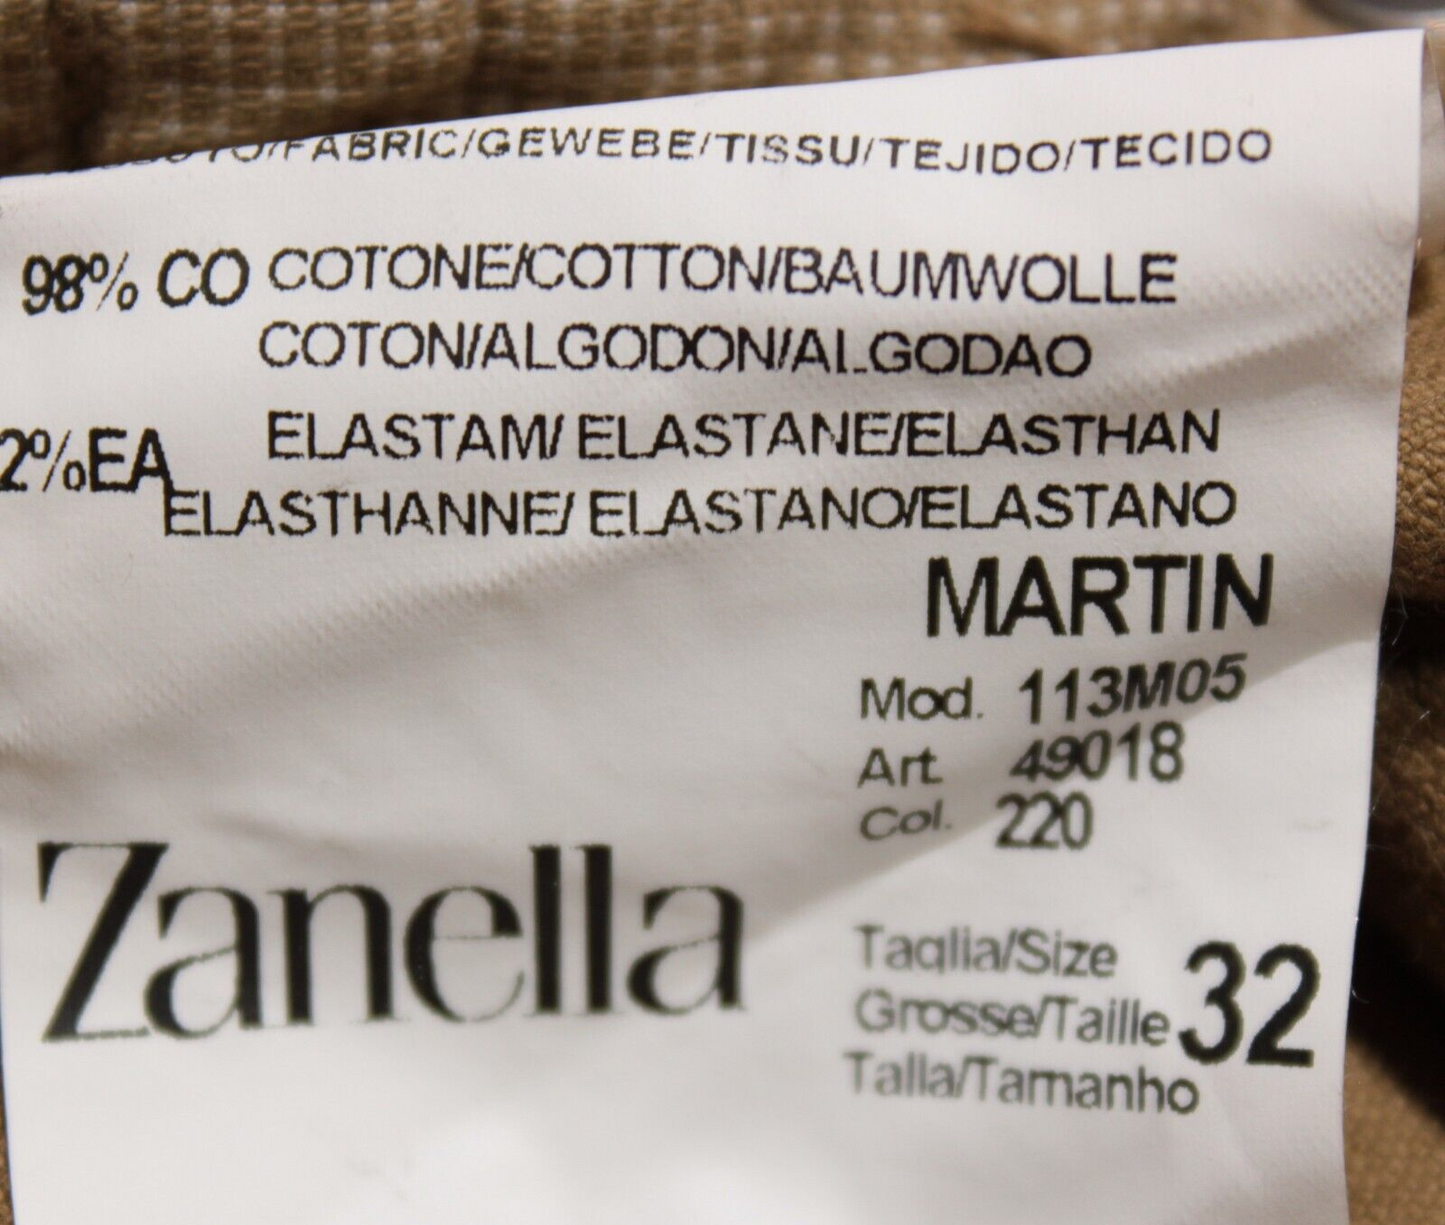 /FABRIC/GEWEBE/TISSU/TEJIDO/TECIDO
98% CO COTONE/COTTON/BAUMWOLLE
COTON/ALGODON/ALGODAO
2%EA ELASTAM/ ELASTANE/ELASTHAN
ELASTHANNE/ ELASTANO/ELASTANO
MARTIN
Mod. 113M05
Art. 49018
Col. 220
Zanella
Taglia/Size
Grosse/Taille 32
Talla/Tamanho